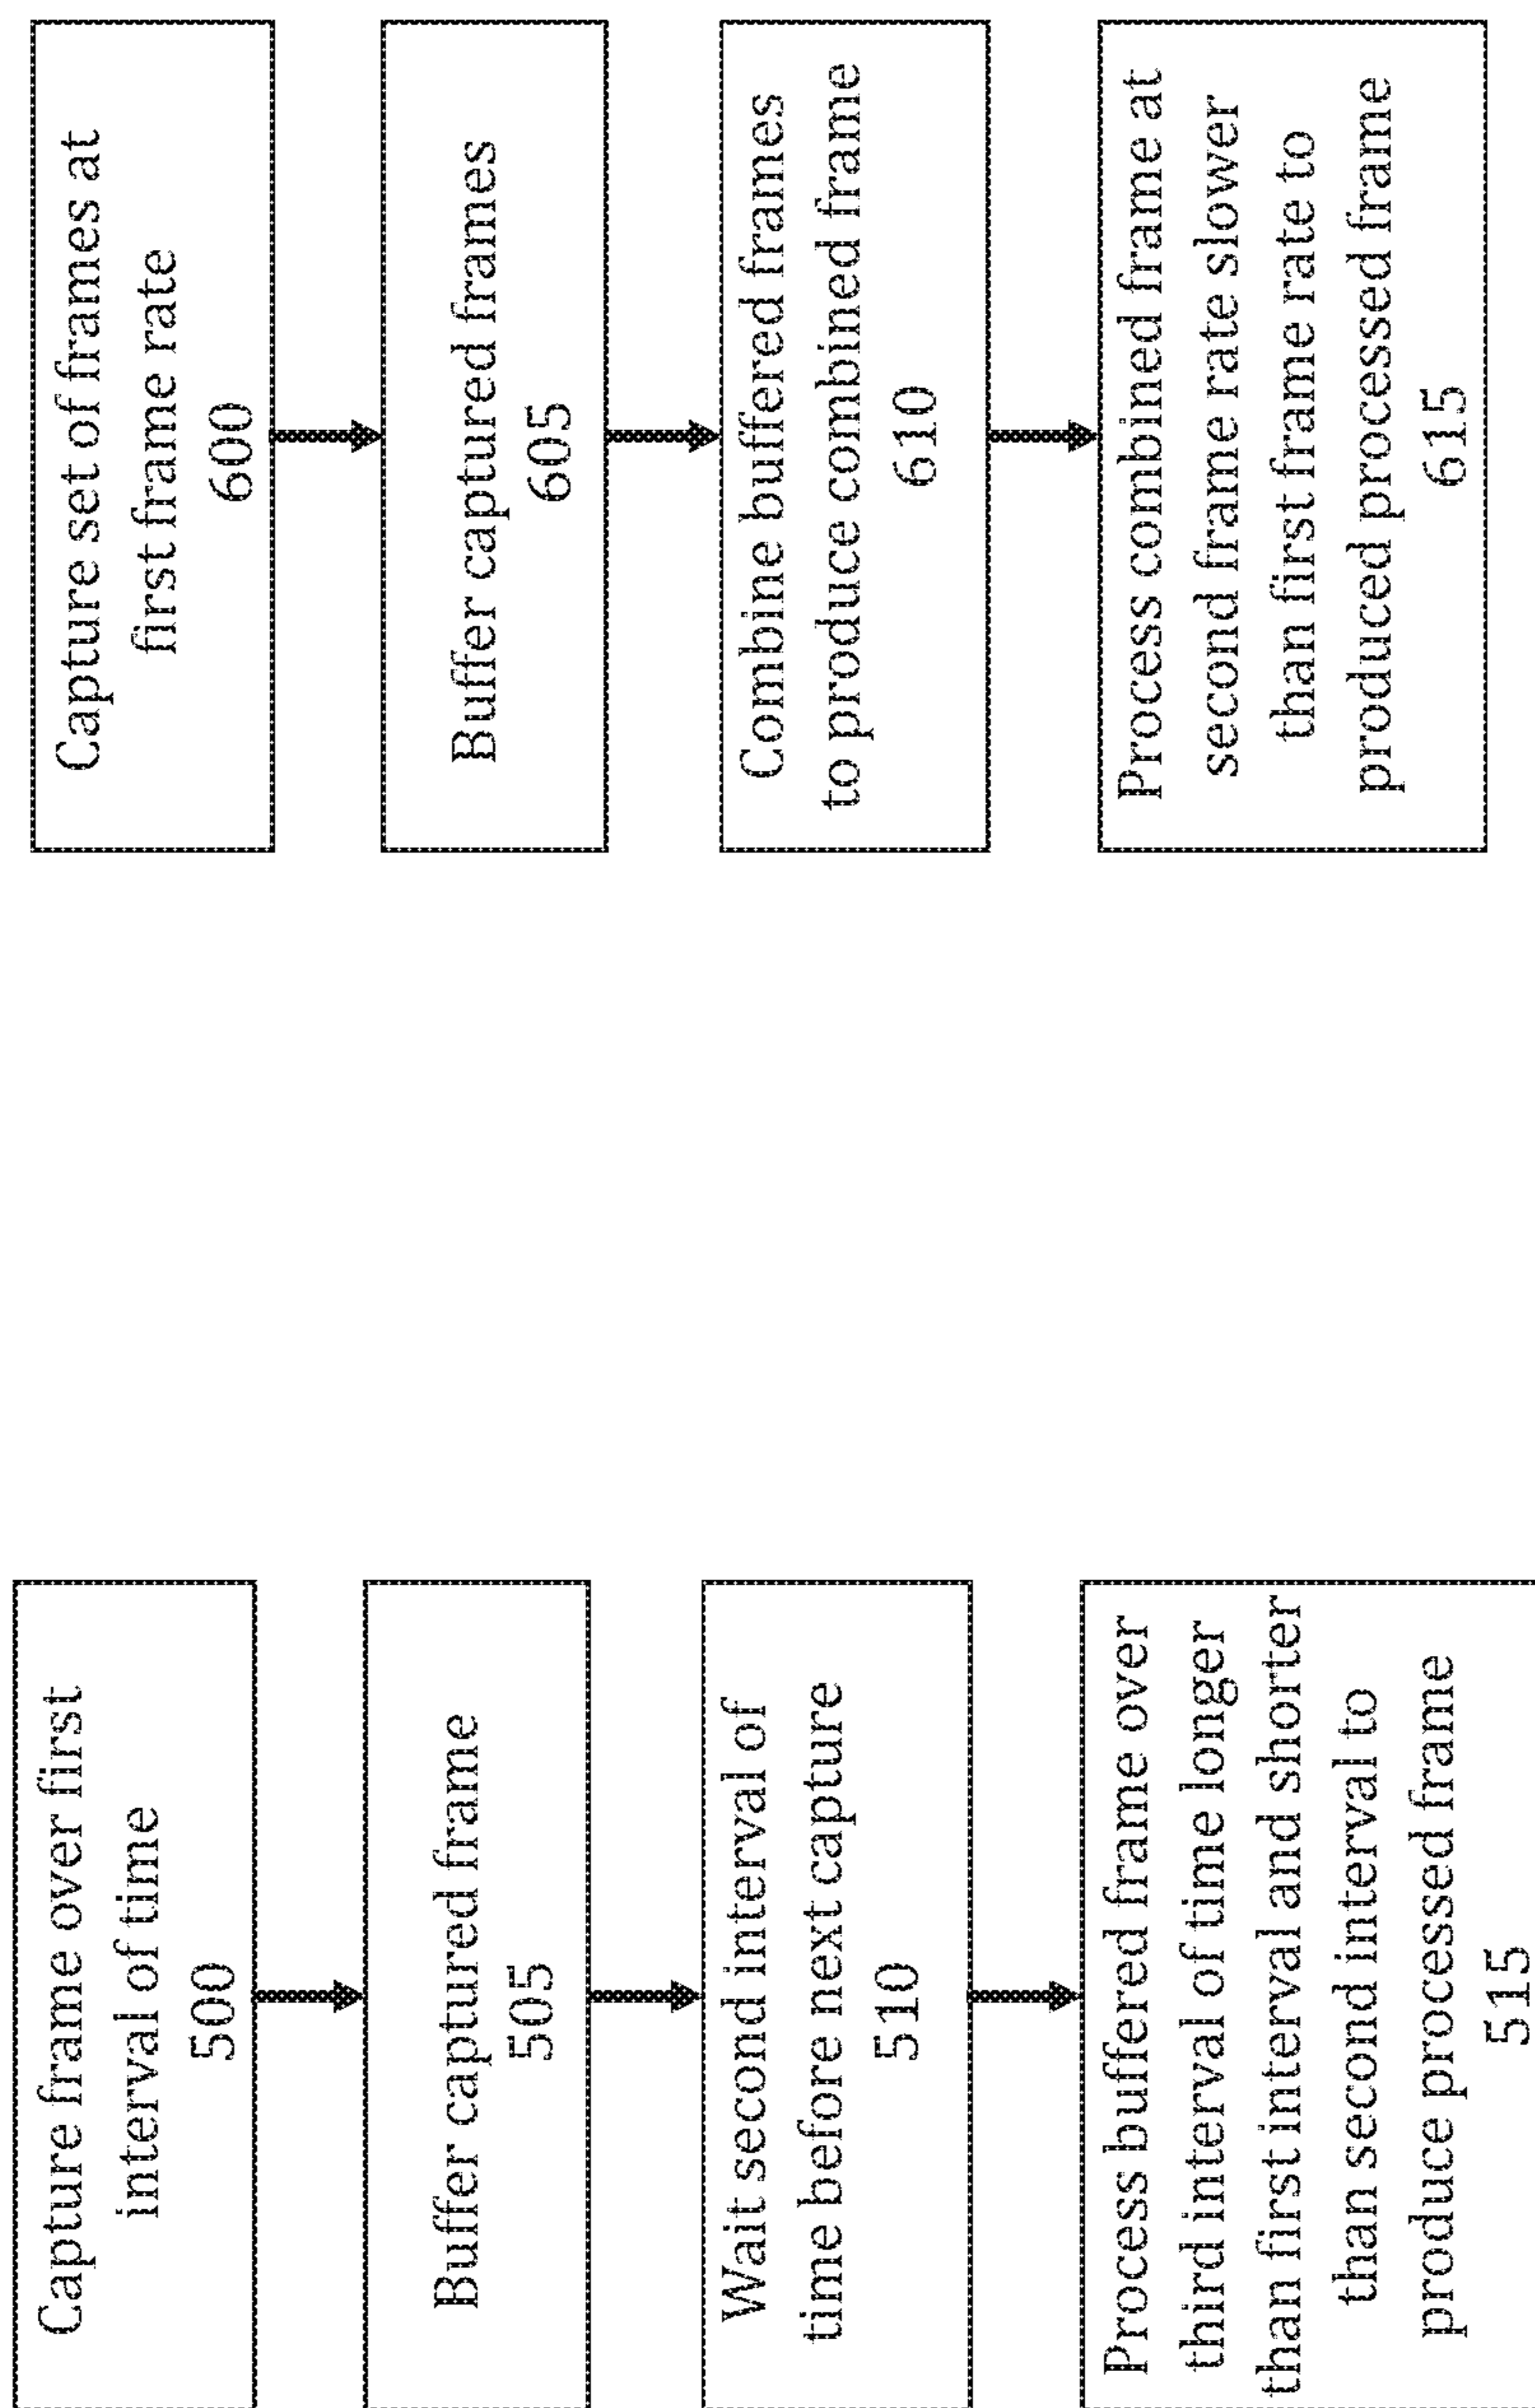 Capture frame over first
interval of time
500
Buffer captured frame
505
Wait second interval of
time before next capture
510
Process buffered frame over
third interval of time longer
than first interval and shorter
than second interval to
produce processed frame
515
Capture set of frames at
first frame rate
600
Buffer captured frames
605
Combine buffered frames
to produce combined frame
610
Process combined frame at
second frame rate slower
than first frame rate to
produced processed frame
615